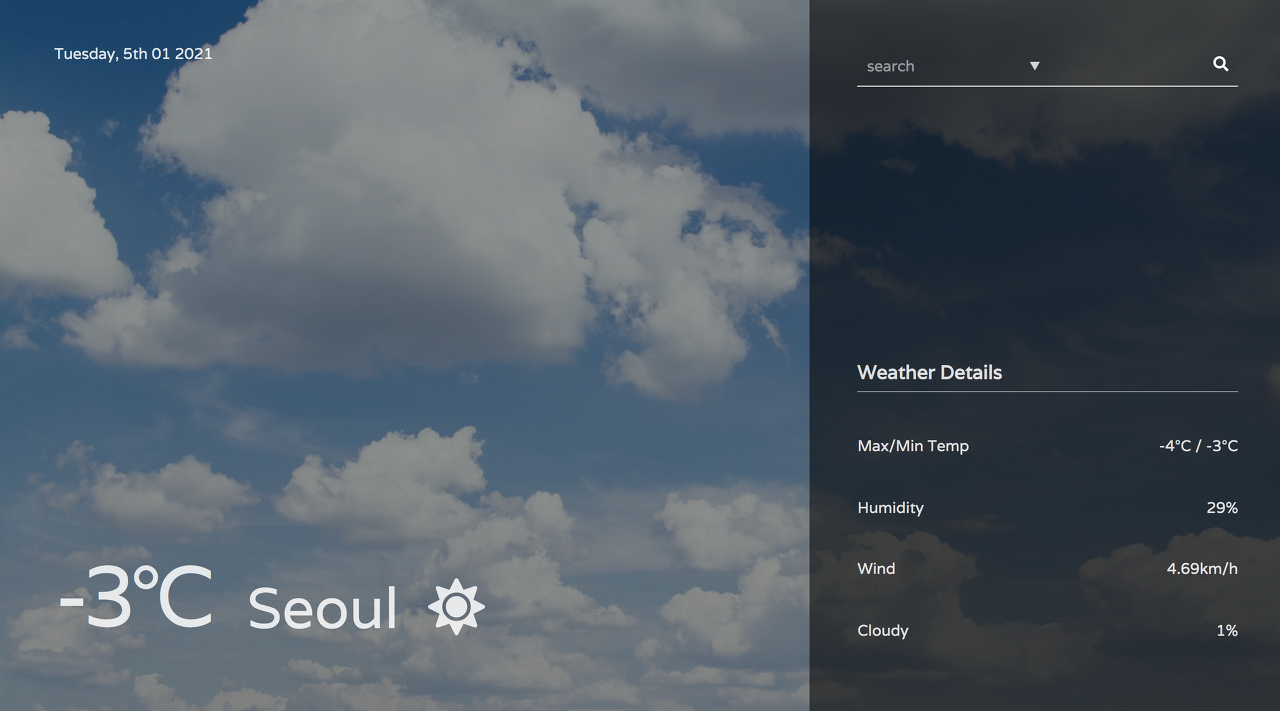 Tuesday, 5th 01 2021
-3°C Seoul
search
Weather Details
Max/Min Temp -4°C / -3°C
Humidity 29%
Wind 4.69km/h
Cloudy 1%